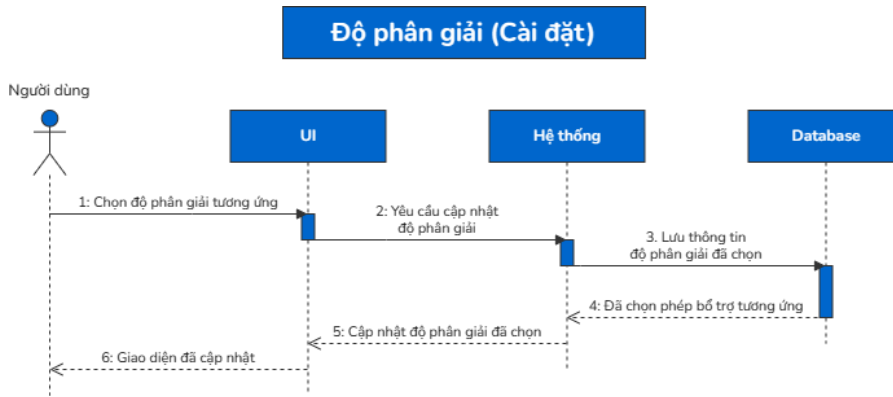 Độ phân giải (Cài đặt)
Người dùng
UI
Hệ thống
Database
1: Chọn độ phân giải tương ứng
2: Yêu cầu cập nhật
độ phân giải
3. Lưu thông tin
độ phân giải đã chọn
4: Đã chọn phép bổ trợ tương ứng
5: Cập nhật độ phân giải đã chọn
6: Giao diện đã cập nhật